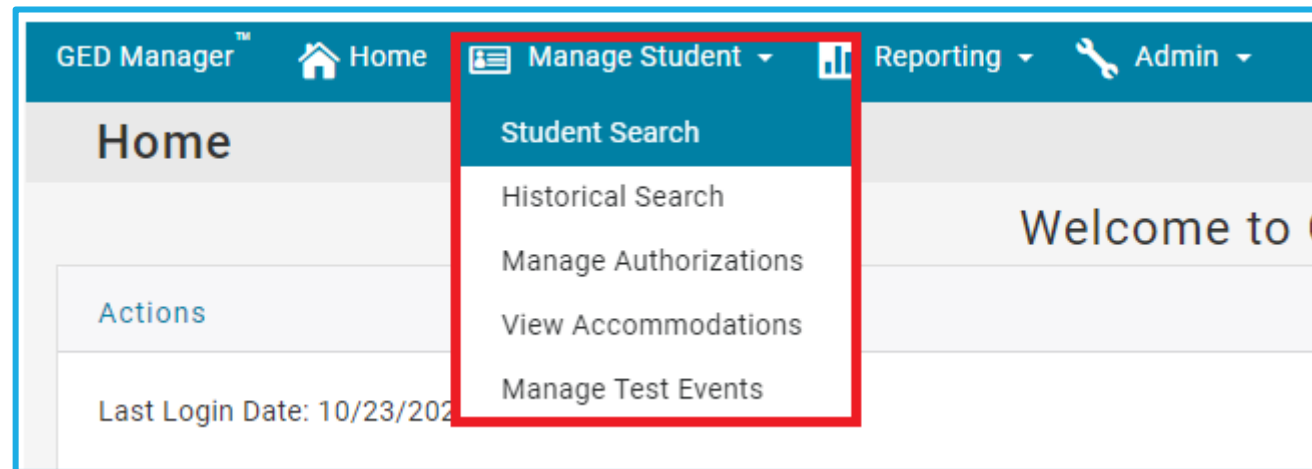 GED Manager™ Home Manage Student Reporting Admin
Home
Student Search
Historical Search
Welcome to
Manage Authorizations
Actions
View Accommodations
Manage Test Events
Last Login Date: 10/23/202